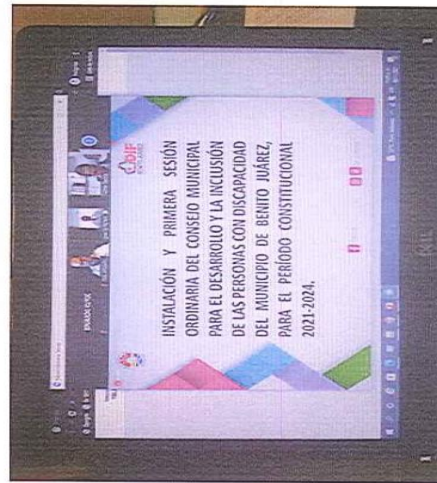 DIF
INSTALACIÓN Y PRIMERA SESIÓN
ORDINARIA DEL CONSEJO MUNICIPAL
PARA EL DESARROLLO Y LA INCLUSIÓN
DE LAS PERSONAS CON DISCAPACIDAD
DEL MUNICIPIO DE BENITO JUÁREZ,
PARA EL PERÍODO CONSTITUCIONAL
2021-2024.